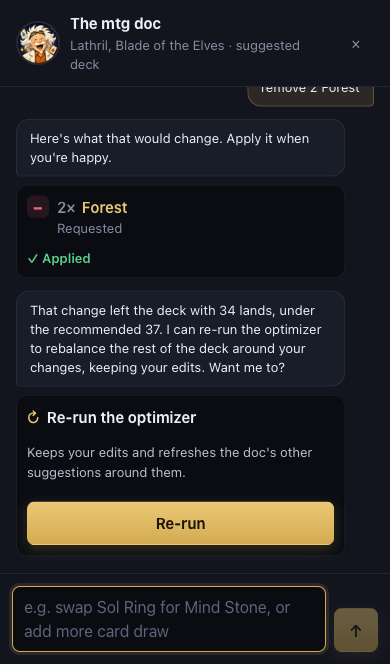 The mtg doc
Lathril, Blade of the Elves · suggested
deck
×
remove 2 Forest
Here's what that would change. Apply it when
you're happy.
− 2× Forest
Requested
✓ Applied
That change left the deck with 34 lands, under
the recommended 37. I can re-run the optimizer
to rebalance the rest of the deck around your
changes, keeping your edits. Want me to?
↻ Re-run the optimizer
Keeps your edits and refreshes the doc's other
suggestions around them.
Re-run
e.g. swap Sol Ring for Mind Stone, or
add more card draw
↑